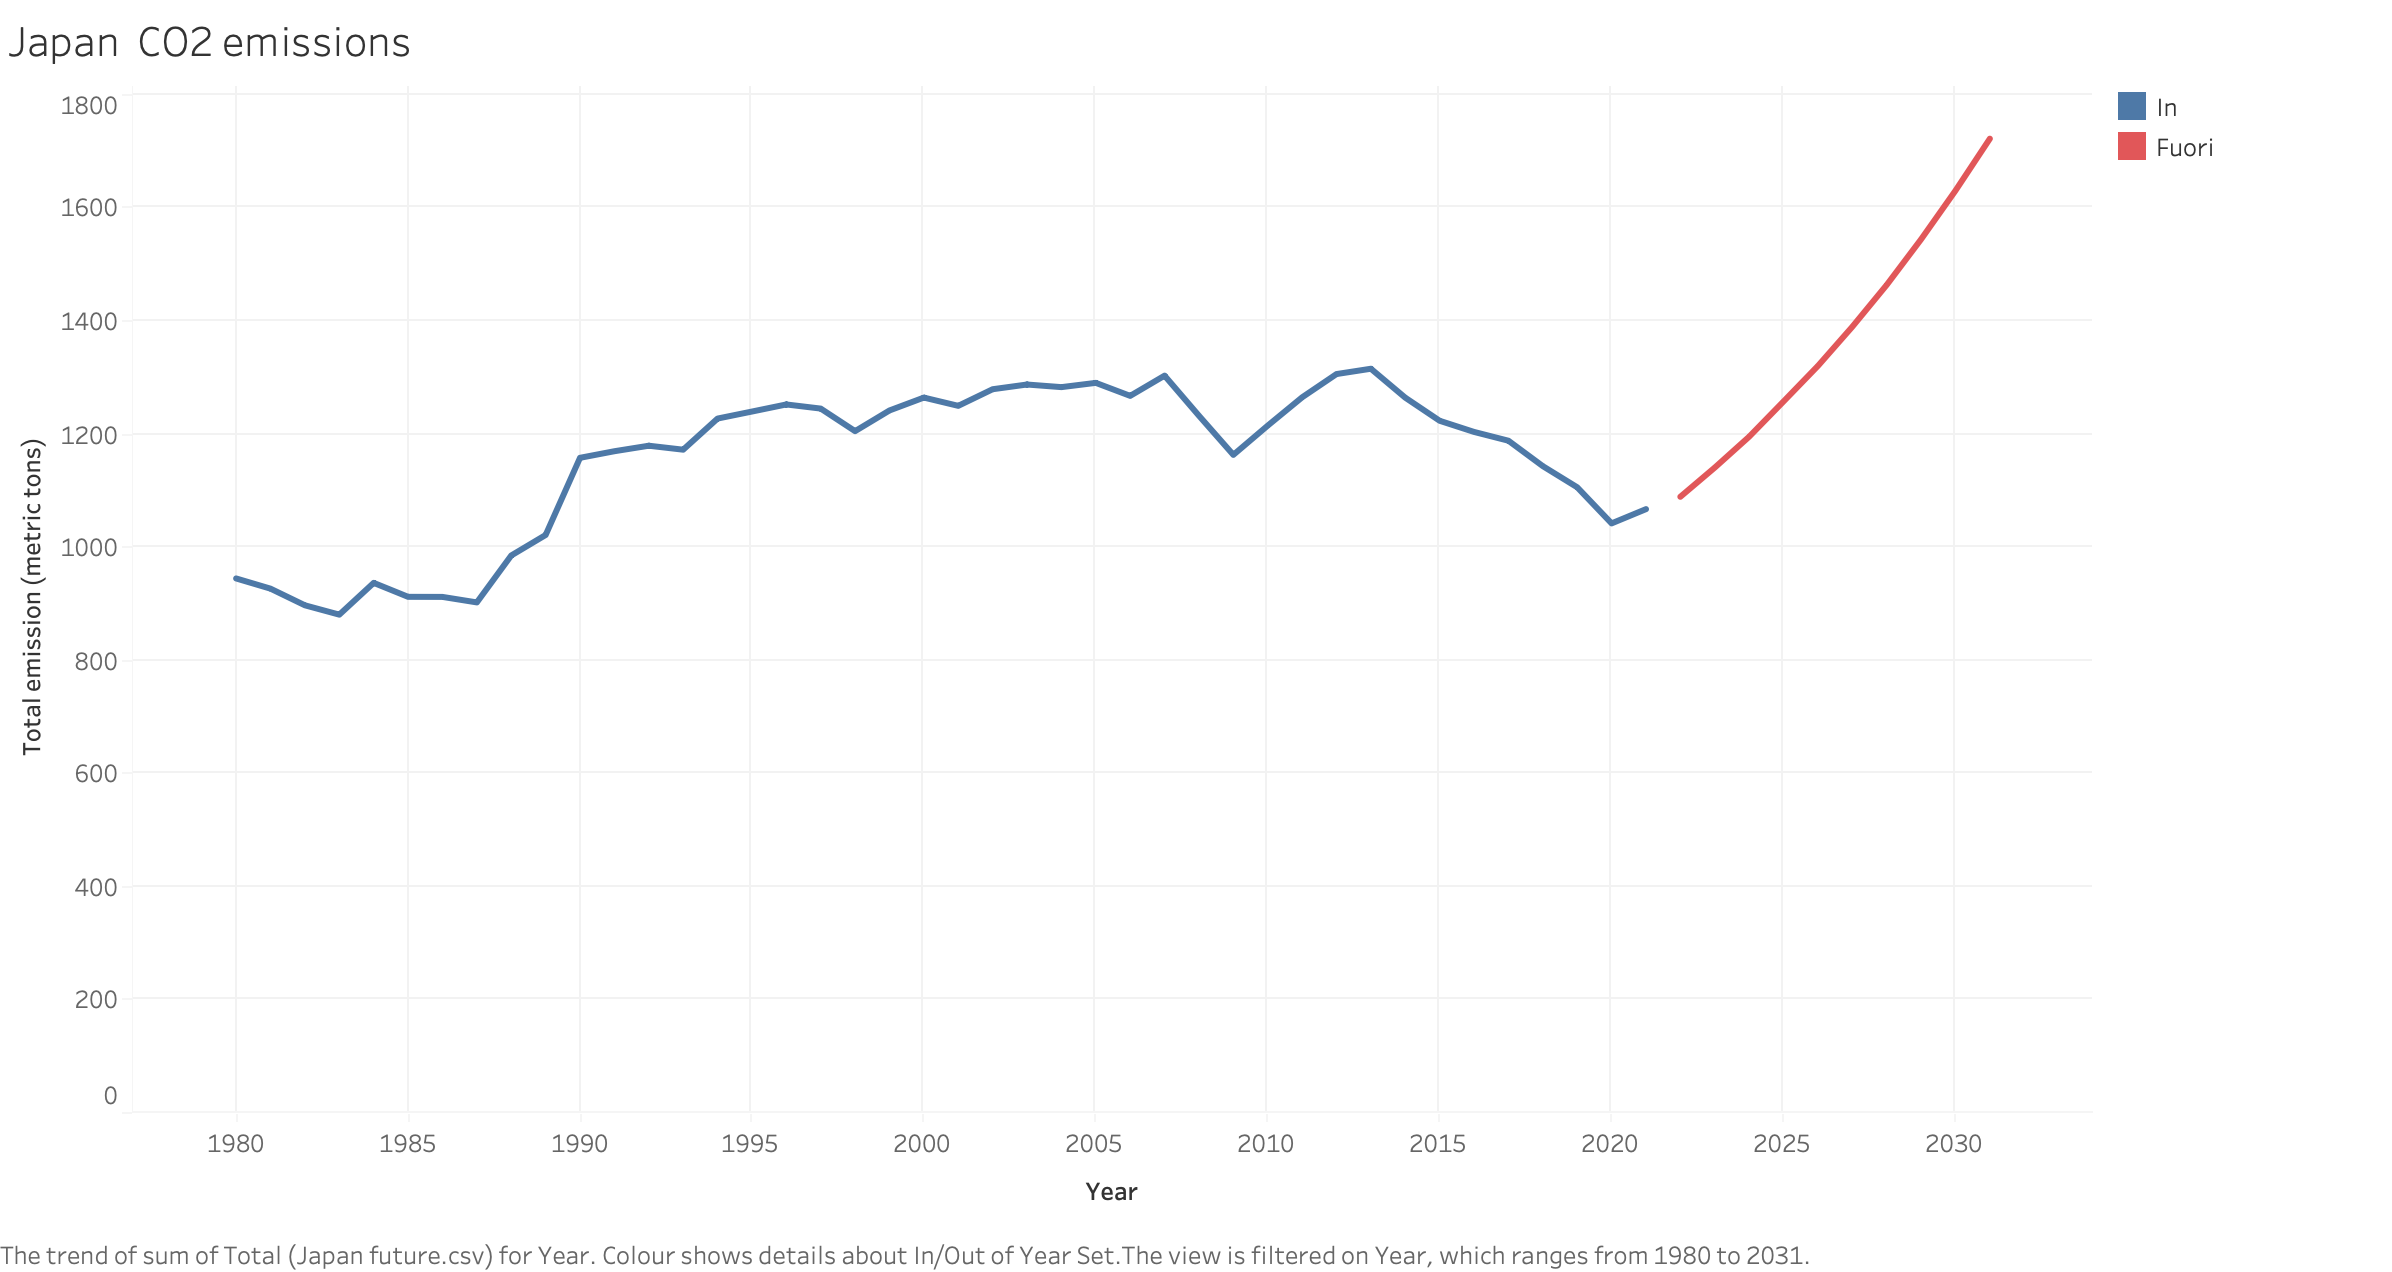 Japan  CO2 emissions
1800
1600
1400
1200
1000
800
600
400
200
0
Total emission (metric tons)
1980 1985 1990 1995 2000 2005 2010 2015 2020 2025 2030
Year
In
Fuori
The trend of sum of Total (Japan future.csv) for Year. Colour shows details about In/Out of Year Set.The view is filtered on Year, which ranges from 1980 to 2031.